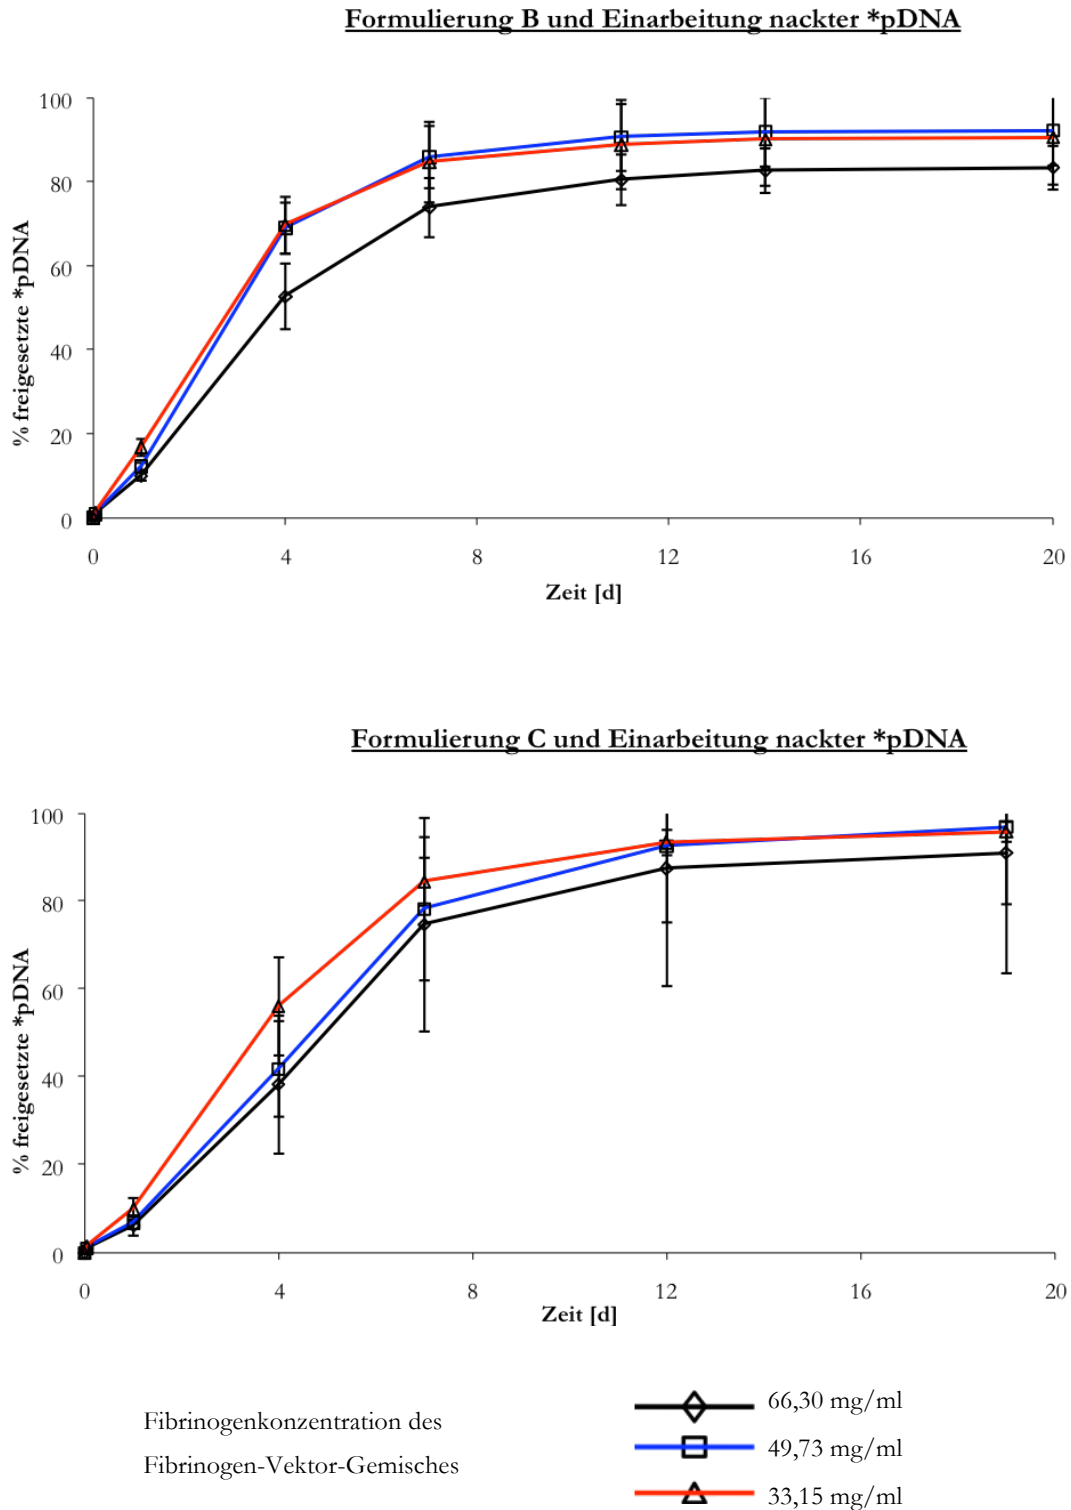 Formulierung B und Einarbeitung nackter *pDNA
100
80
60
40
20
0
% freigesetzte *pDNA
0 4 8 12 16 20
Zeit [d]
Formulierung C und Einarbeitung nackter *pDNA
100
80
60
40
20
0
% freigesetzte *pDNA
0 4 8 12 16 20
Zeit [d]
Fibrinogenkonzentration des
Fibrinogen-Vektor-Gemisches
66,30 mg/ml
49,73 mg/ml
33,15 mg/ml